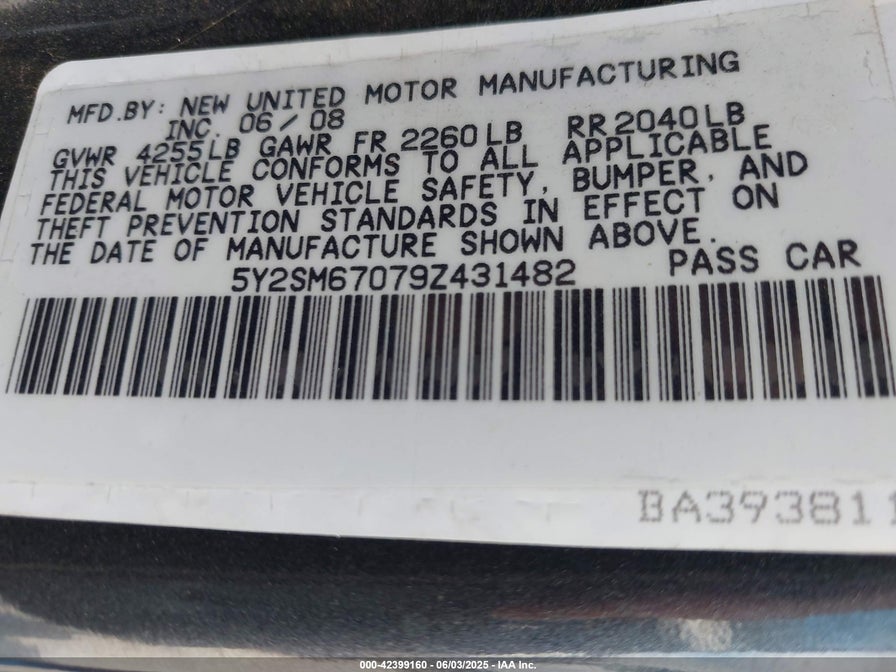 MFD.BY: NEW UNITED MOTOR MANUFACTURING
INC. 06/08
GVWR 4255LB GAWR FR 2260LB RR2040LB
THIS VEHICLE CONFORMS TO ALL APPLICABLE
FEDERAL MOTOR VEHICLE SAFETY, BUMPER, AND
THEFT PREVENTION STANDARDS IN EFFECT ON
THE DATE OF MANUFACTURE SHOWN ABOVE.
5Y2SM67079Z431482 PASS CAR
BA39381
000-42399160 - 06/03/2025 - IAA Inc.